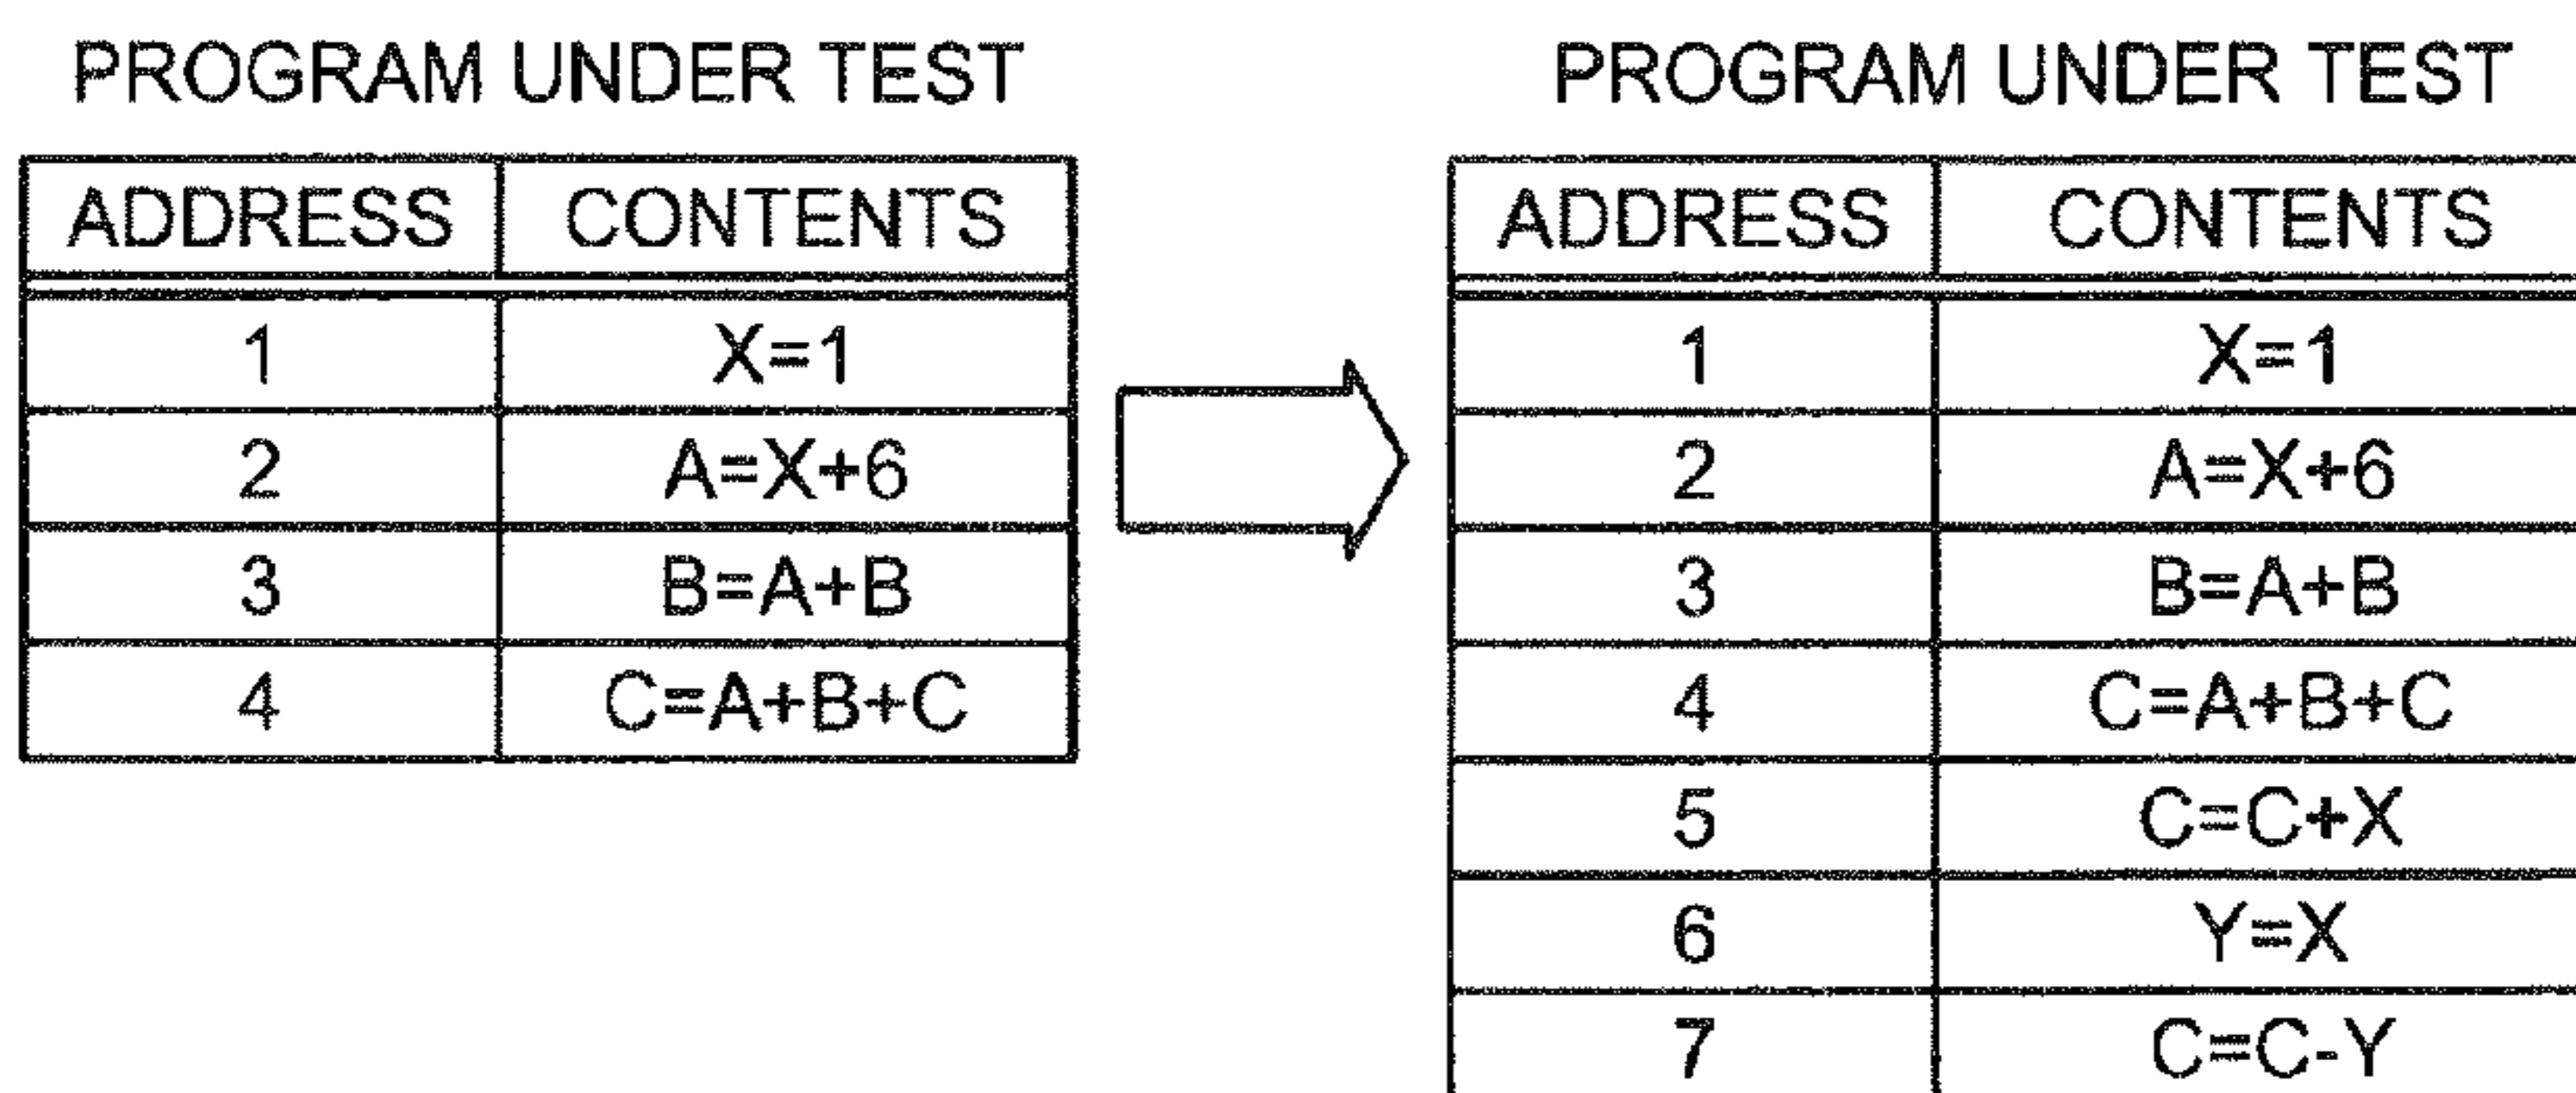 PROGRAM UNDER TEST
ADDRESS CONTENTS
1 X=1
2 A=X+6
3 B=A+B
4 C=A+B+C
PROGRAM UNDER TEST
ADDRESS CONTENTS
1 X=1
2 A=X+6
3 B=A+B
4 C=A+B+C
5 C=C+X
6 Y=X
7 C=C-Y